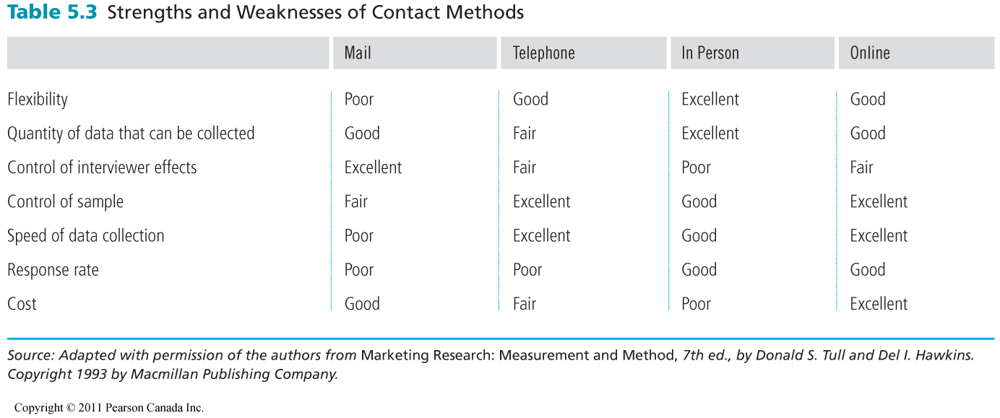 Table 5.3 Strengths and Weaknesses of Contact Methods
Mail Telephone In Person Online
Flexibility Poor Good Excellent Good
Quantity of data that can be collected Good Fair Excellent Good
Control of interviewer effects Excellent Fair Poor Fair
Control of sample Fair Excellent Good Excellent
Speed of data collection Poor Excellent Good Excellent
Response rate Poor Poor Good Good
Cost Good Fair Poor Excellent
Source: Adapted with permission of the authors from Marketing Research: Measurement and Method, 7th ed., by Donald S. Tull and Del I. Hawkins.
Copyright 1993 by Macmillan Publishing Company.
Copyright © 2011 Pearson Canada Inc.